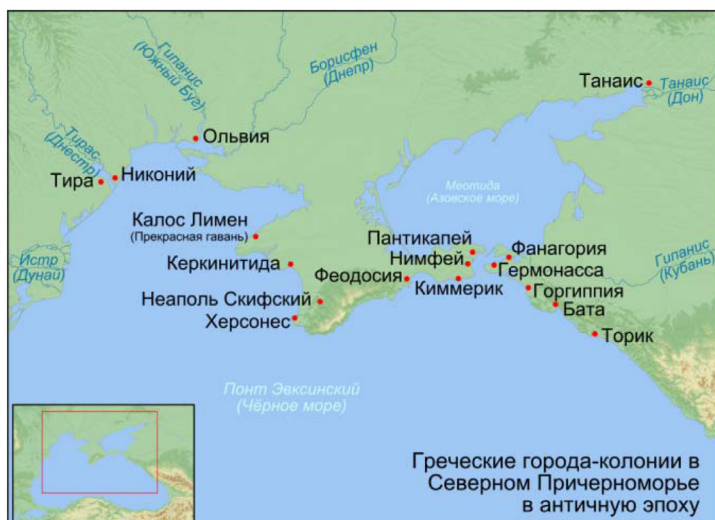 Гипанис
(Южный Буг)
Борисфен
(Днепр)
Танаис
Танаис
(Дон)
Тирас
(Днестр)
Ольвия
Никоний
Тира
Меотида
(Азовское море)
Калос Лимен
(Прекрасная гавань)
Пантикапей
Фанагория
Истр
(Дунай)
Керкинитида
Нимфей
Гермонасса
Гипанис
(Кубань)
Феодосия
Киммерик
Горгиппия
Неаполь Скифский
Бата
Херсонес
Торик
Понт Эвксинский
(Чёрное море)
Греческие города-колонии в
Северном Причерноморье
в античную эпоху